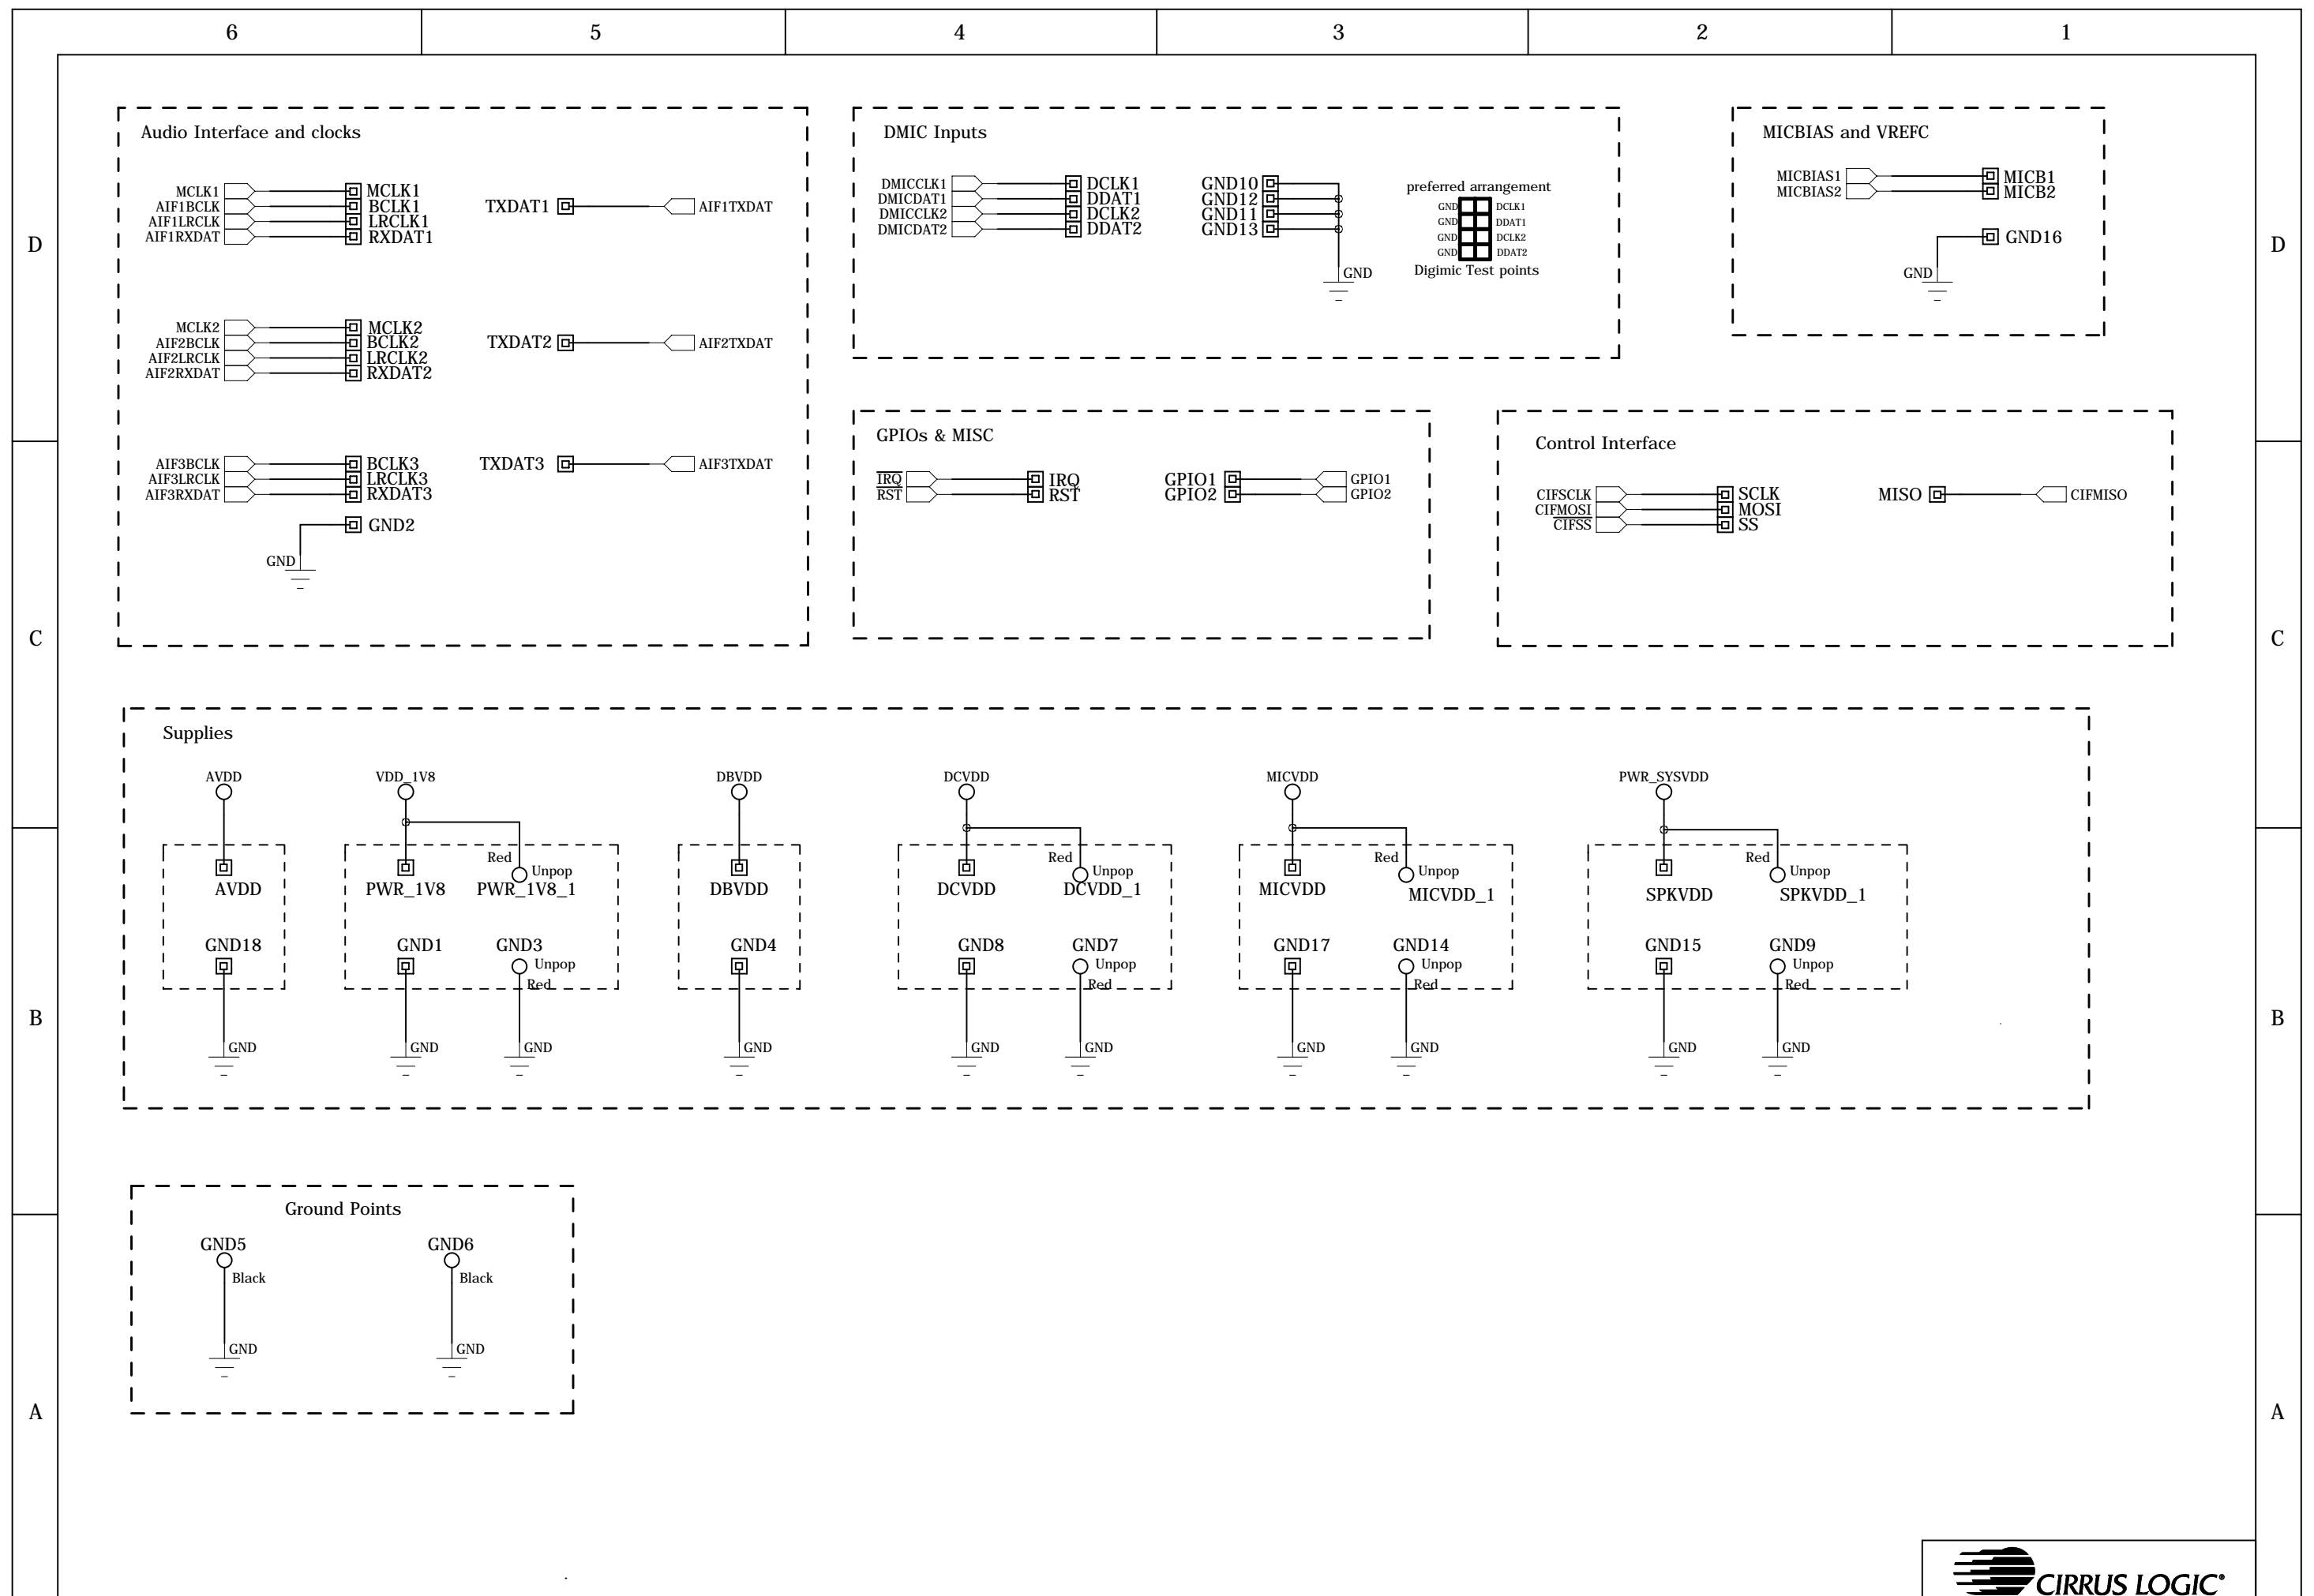 6 5 4 3 2 1
Audio Interface and clocks
MCLK1 MCLK1
AIF1BCLK BCLK1
AIF1LRCLK LRCLK1
AIF1RXDAT RXDAT1
TXDAT1 AIF1TXDAT
MCLK2 MCLK2
AIF2BCLK BCLK2
AIF2LRCLK LRCLK2
AIF2RXDAT RXDAT2
TXDAT2 AIF2TXDAT
AIF3BCLK BCLK3
AIF3LRCLK LRCLK3
AIF3RXDAT RXDAT3
TXDAT3 AIF3TXDAT
GND2
GND
DMIC Inputs
DMICCLK1 DCLK1
DMICDAT1 DDAT1
DMICCLK2 DCLK2
DMICDAT2 DDAT2
GND10
GND12
GND11
GND13
GND
preferred arrangement
GND DCLK1
GND DDAT1
GND DCLK2
GND DDAT2
Digimic Test points
MICBIAS and VREFC
MICBIAS1 MICB1
MICBIAS2 MICB2
GND16
GND
D D
GPIOs & MISC
IRQ IRQ
RST RST
GPIO1 GPIO1
GPIO2 GPIO2
Control Interface
CIFSCLK SCLK
CIFMOSI MOSI
CIFSS SS
MISO CIFMISO
C C
Supplies
AVDD VDD_1V8 DBVDD DCVDD MICVDD PWR_SYSVDD
Red Red Red Red
Unpop Unpop Unpop Unpop
AVDD PWR_1V8 PWR_1V8_1 DBVDD DCVDD DCVDD_1 MICVDD MICVDD_1 SPKVDD SPKVDD_1
GND18 GND1 GND3 GND4 GND8 GND7 GND17 GND14 GND15 GND9
Unpop Unpop Unpop Unpop
Red Red Red Red
GND GND GND GND GND GND GND GND GND GND
B B
Ground Points
GND5 GND6
Black Black
GND GND
A A
CIRRUS LOGIC®